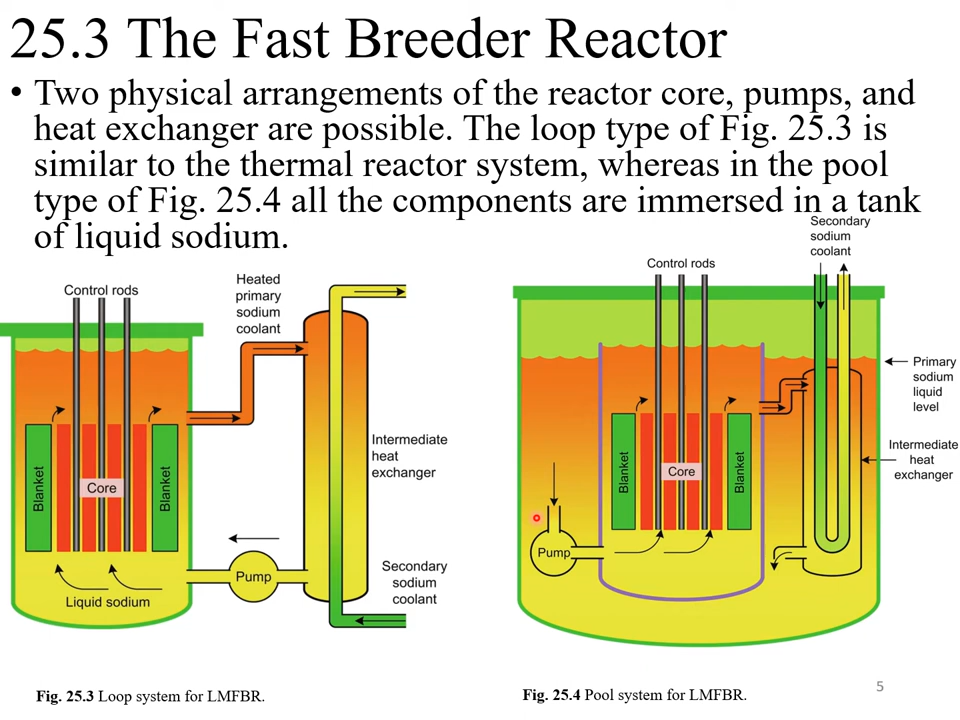 25.3 The Fast Breeder Reactor
• Two physical arrangements of the reactor core, pumps, and
heat exchanger are possible. The loop type of Fig. 25.3 is
similar to the thermal reactor system, whereas in the pool
type of Fig. 25.4 all the components are immersed in a tank
of liquid sodium.
Control rods
Heated
primary
sodium
coolant
Blanket
Core
Blanket
Intermediate
heat
exchanger
Pump
Liquid sodium
Secondary
sodium
coolant
Fig. 25.3 Loop system for LMFBR.
Secondary
sodium
coolant
Control rods
Primary
sodium
liquid
level
Blanket
Core
Blanket
Intermediate
heat
exchanger
Pump
Fig. 25.4 Pool system for LMFBR.
5